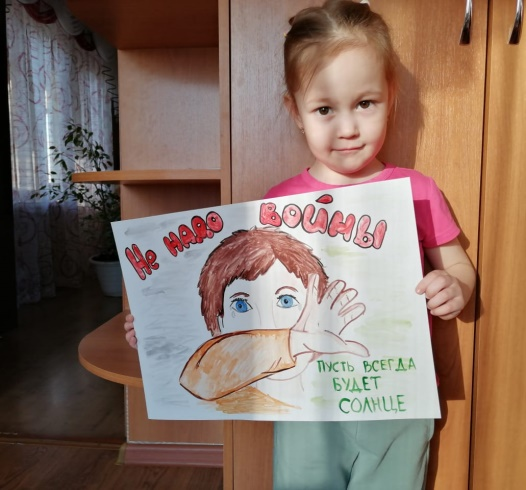 Не надо войны
пусть всегда
будет
солнце